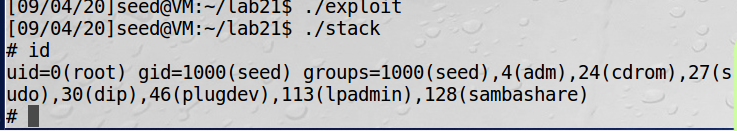 [09/04/20]seed@VM:~/lab21$ ./exploit
[09/04/20]seed@VM:~/lab21$ ./stack
# id
uid=0(root) gid=1000(seed) groups=1000(seed),4(adm),24(cdrom),27(s
udo),30(dip),46(plugdev),113(lpadmin),128(sambashare)
#